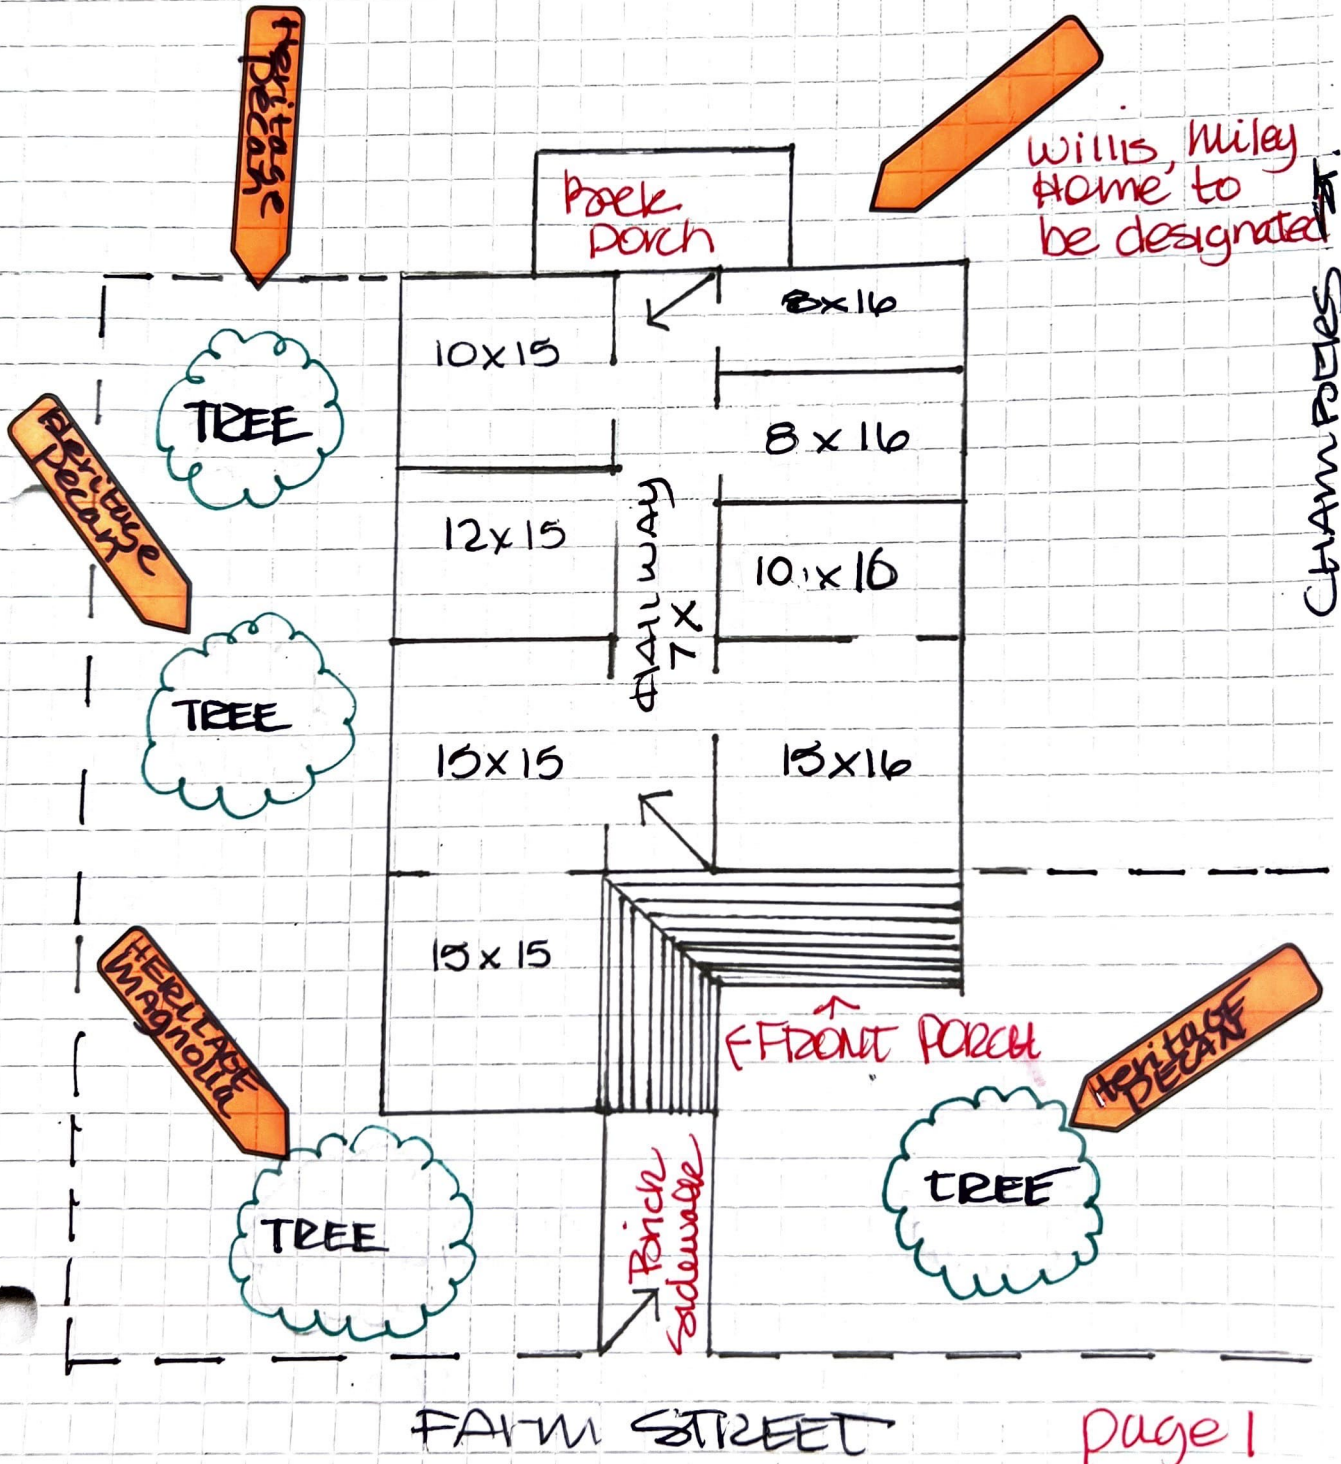 Heritage
Pecan
Willis, Miley
Home to
be designated
Back
Porch
8x16
10x15
TREE
8 x 16
Heritage
pecan
12x15
10 x 16
HALLWAY
7 X
TREE
15x15
15x16
15 x 15
HERITAGE
MAgnolia
FRONT PORCH
Heritage
PECAN
TREE
TREE
Brick
Sidewalk
FARM STREET
page 1